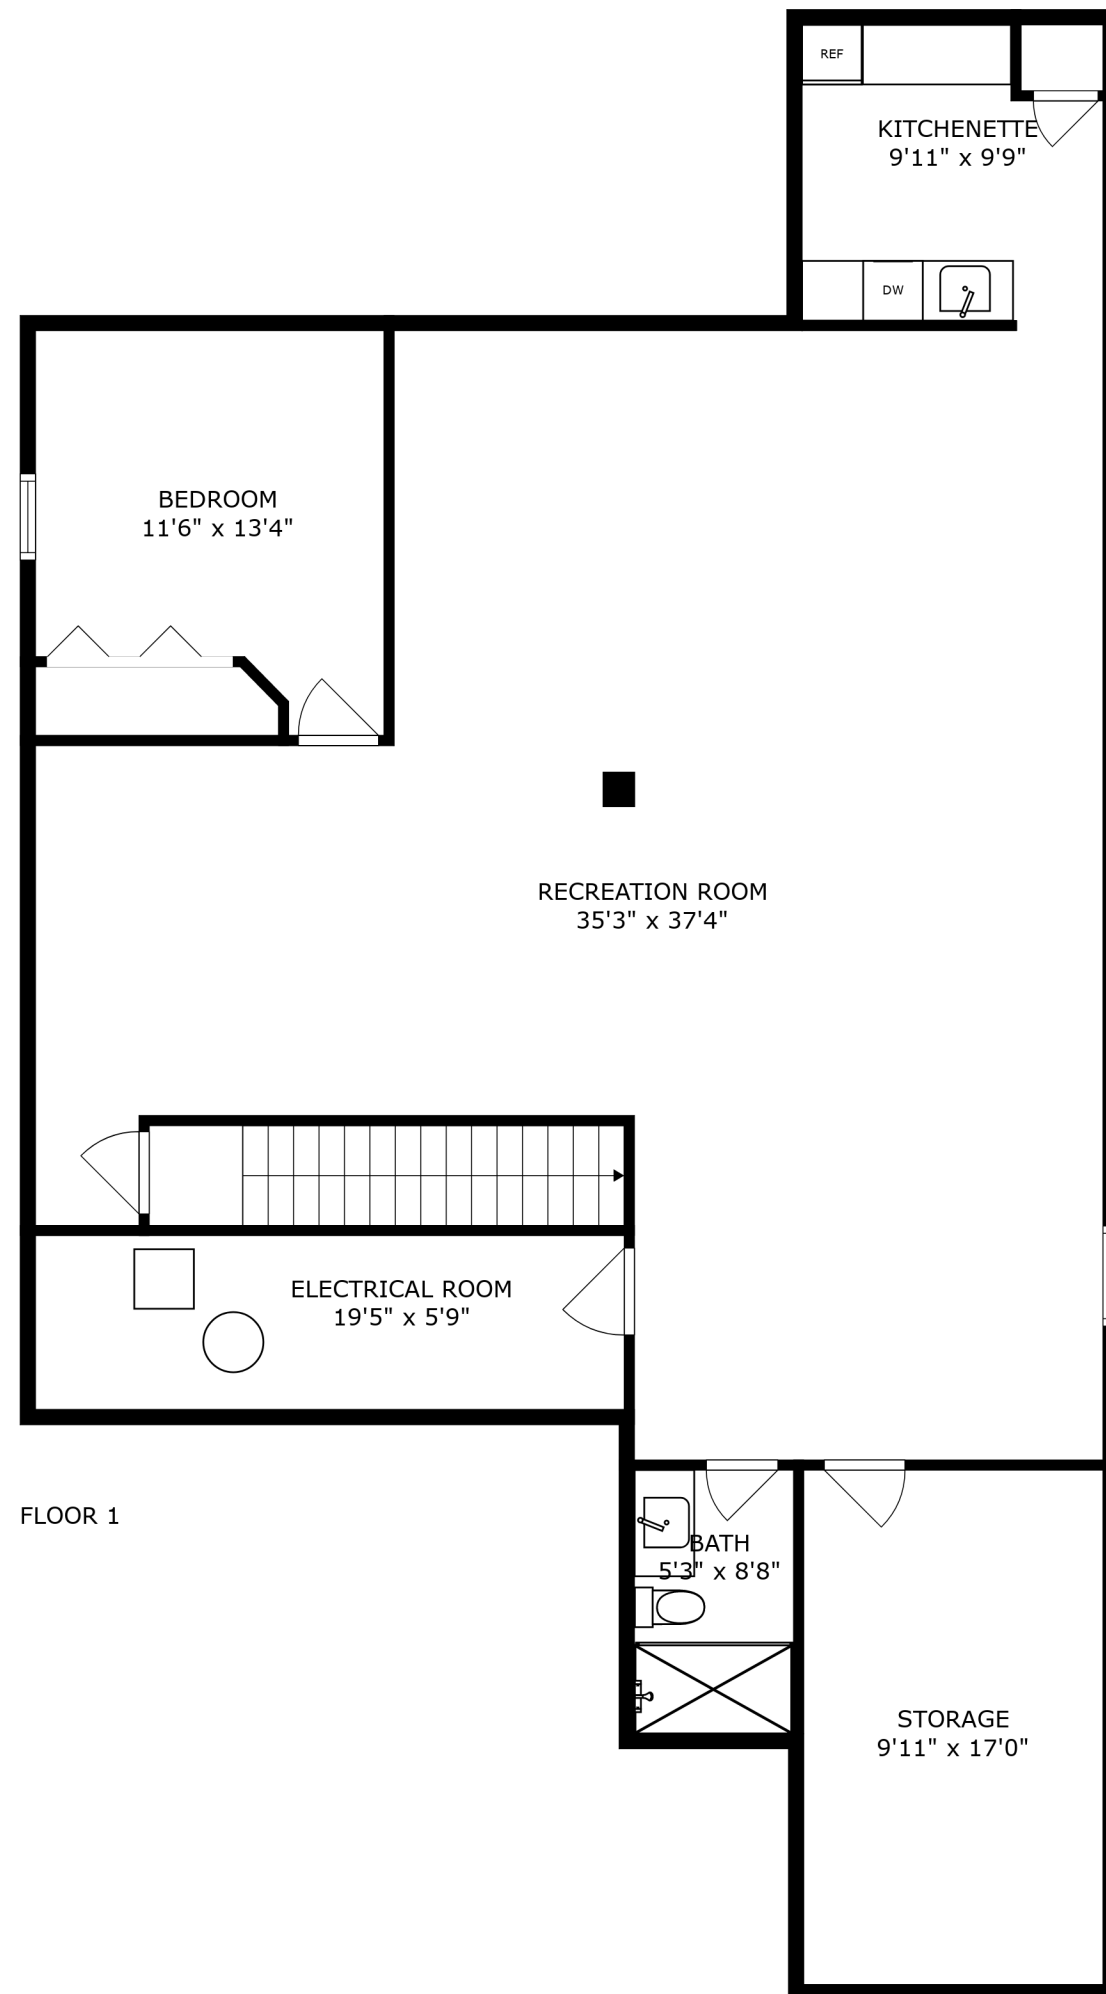 REF
KITCHENETTE
9'11" x 9'9"
DW
BEDROOM
11'6" x 13'4"
RECREATION ROOM
35'3" x 37'4"
ELECTRICAL ROOM
19'5" x 5'9"
FLOOR 1
BATH
5'3" x 8'8"
STORAGE
9'11" x 17'0"